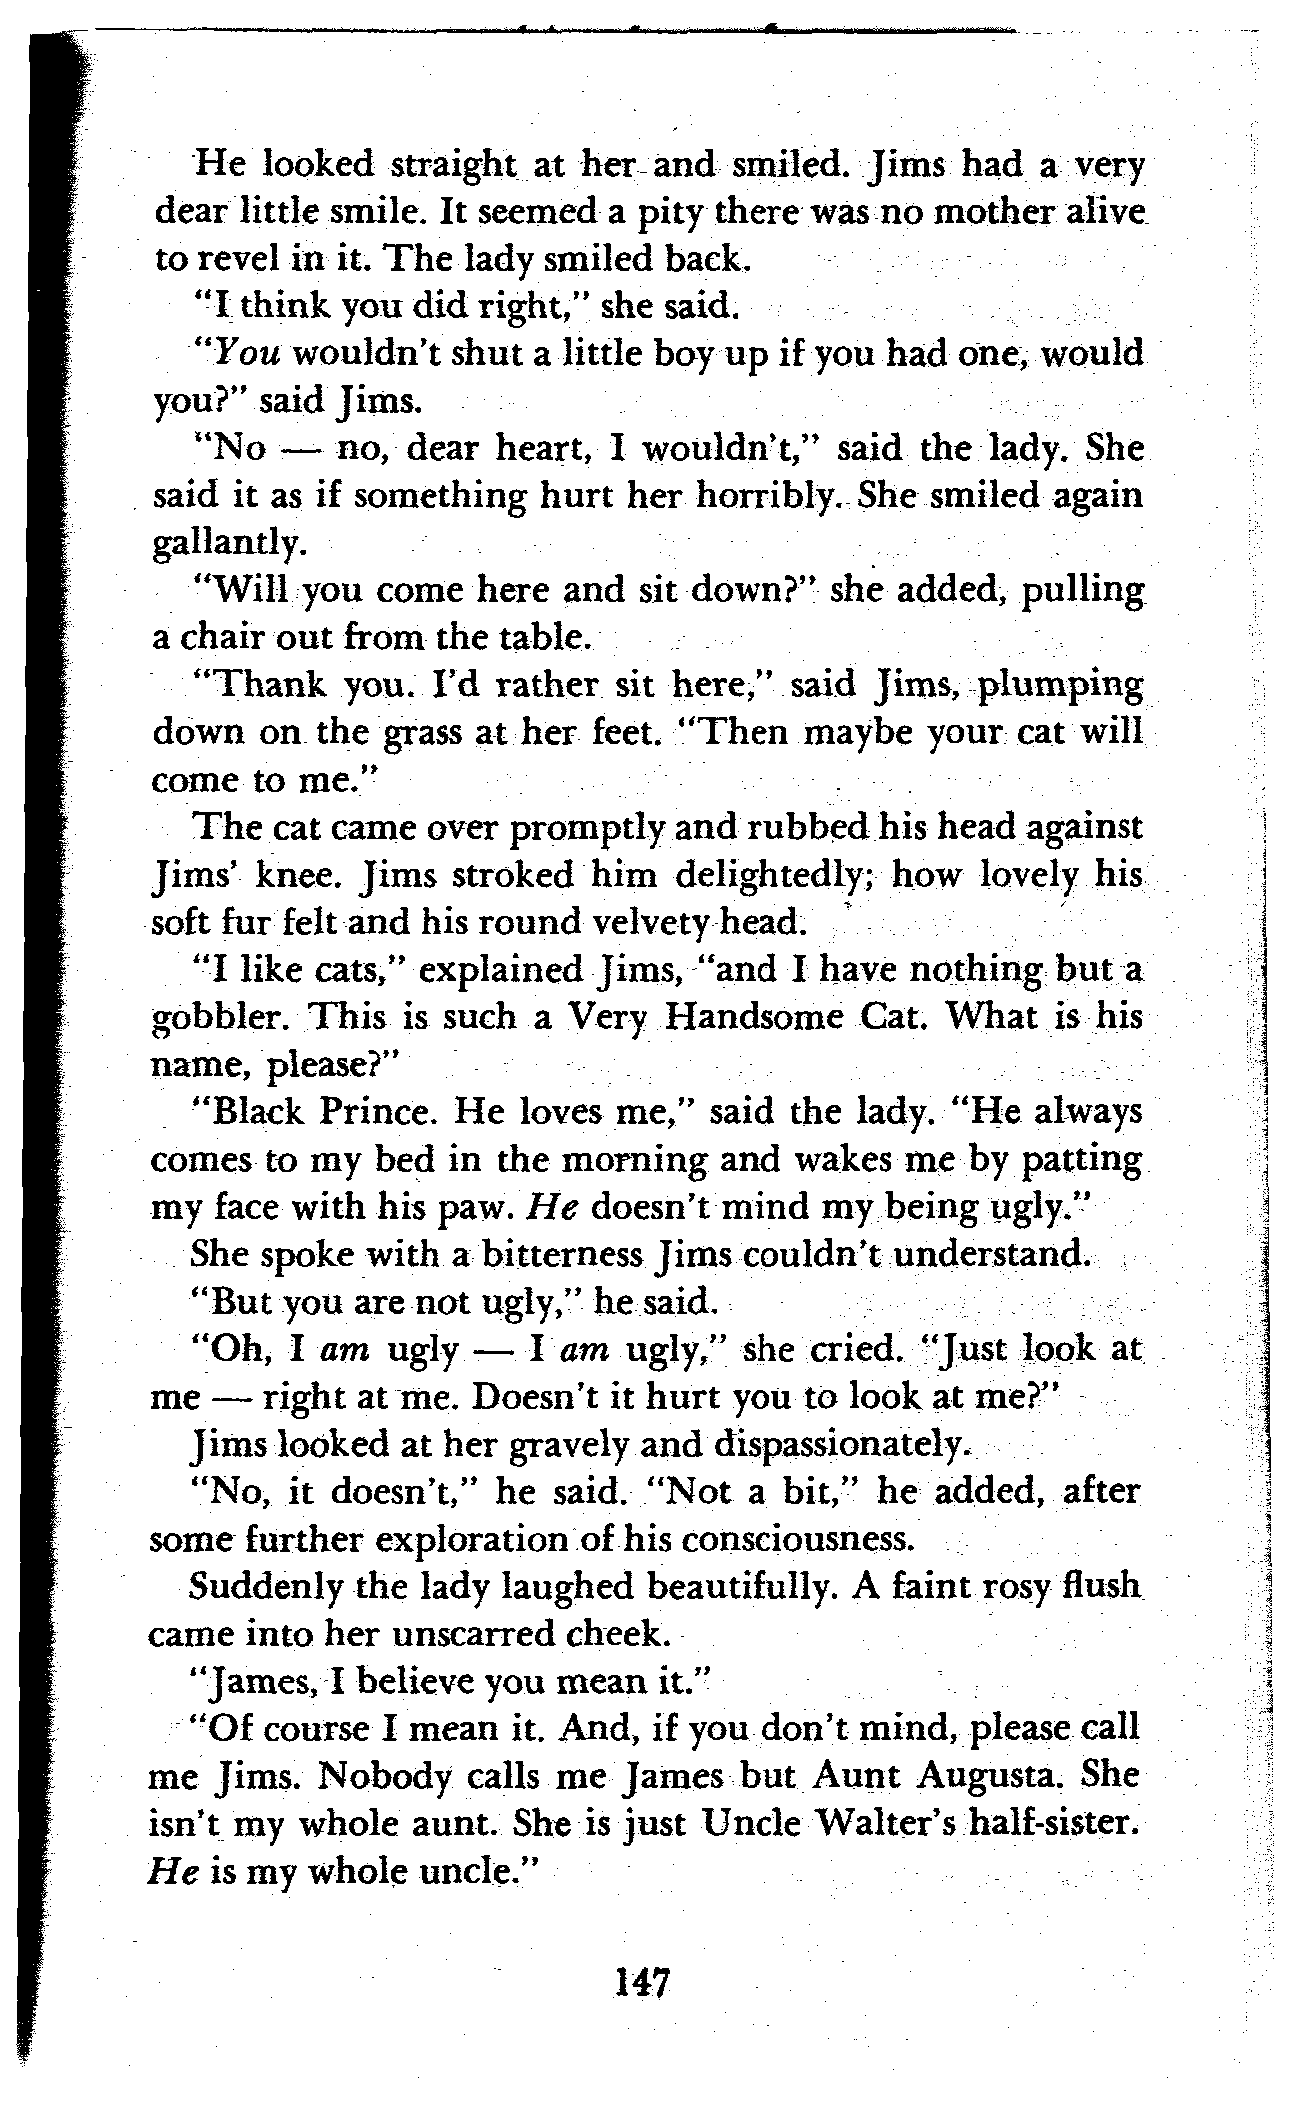 He looked straight at her and smiled. Jims had a very
dear little smile. It seemed a pity there was no mother alive
to revel in it. The lady smiled back.
"I think you did right," she said.
"You wouldn't shut a little boy up if you had one, would
you?" said Jims.
"No — no, dear heart, I wouldn't," said the lady. She
said it as if something hurt her horribly. She smiled again
gallantly.
"Will you come here and sit down?" she added, pulling
a chair out from the table.
"Thank you. I'd rather sit here," said Jims, plumping
down on the grass at her feet. "Then maybe your cat will
come to me."
The cat came over promptly and rubbed his head against
Jims' knee. Jims stroked him delightedly; how lovely his
soft fur felt and his round velvety head.
"I like cats," explained Jims, "and I have nothing but a
gobbler. This is such a Very Handsome Cat. What is his
name, please?"
"Black Prince. He loves me," said the lady. "He always
comes to my bed in the morning and wakes me by patting
my face with his paw. He doesn't mind my being ugly."
She spoke with a bitterness Jims couldn't understand.
"But you are not ugly," he said.
"Oh, I am ugly — I am ugly," she cried. "Just look at
me — right at me. Doesn't it hurt you to look at me?"
Jims looked at her gravely and dispassionately.
"No, it doesn't," he said. "Not a bit," he added, after
some further exploration of his consciousness.
Suddenly the lady laughed beautifully. A faint rosy flush
came into her unscarred cheek.
"James, I believe you mean it."
"Of course I mean it. And, if you don't mind, please call
me Jims. Nobody calls me James but Aunt Augusta. She
isn't my whole aunt. She is just Uncle Walter's half-sister.
He is my whole uncle."
147